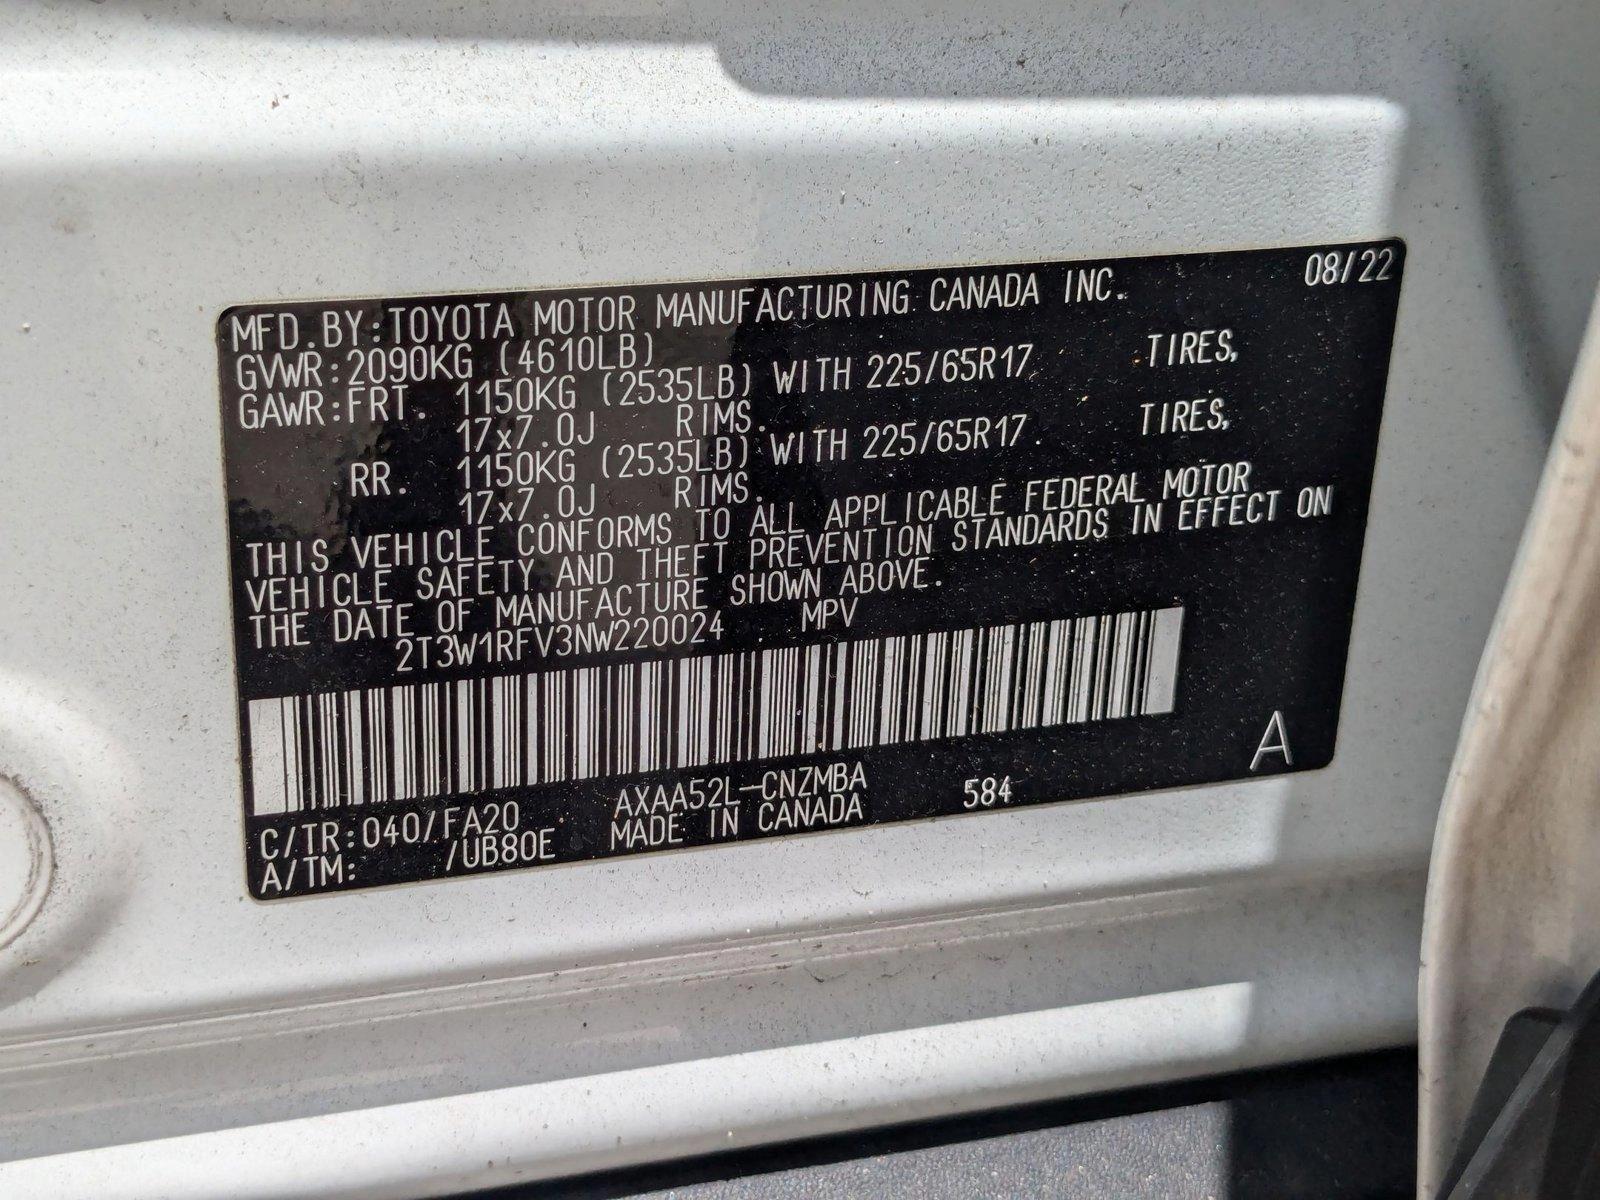 08/22
MFD. BY: TOYOTA MOTOR MANUFACTURING CANADA INC.
GVWR: 2090KG (4610LB)
GAWR: FRT. 1150KG (2535LB) WITH 225/65R17 TIRES,
17x7.0J RIMS.
RR. 1150KG (2535LB) WITH 225/65R17 TIRES,
17x7.0J RIMS.
THIS VEHICLE CONFORMS TO ALL APPLICABLE FEDERAL MOTOR
VEHICLE SAFETY AND THEFT PREVENTION STANDARDS IN EFFECT ON
THE DATE OF MANUFACTURE SHOWN ABOVE.
2T3W1RFV3NW220024 MPV
A
C/TR: 040/FA20 AXAA52L-CNZMBA 584
A/TM: /UB80E MADE IN CANADA